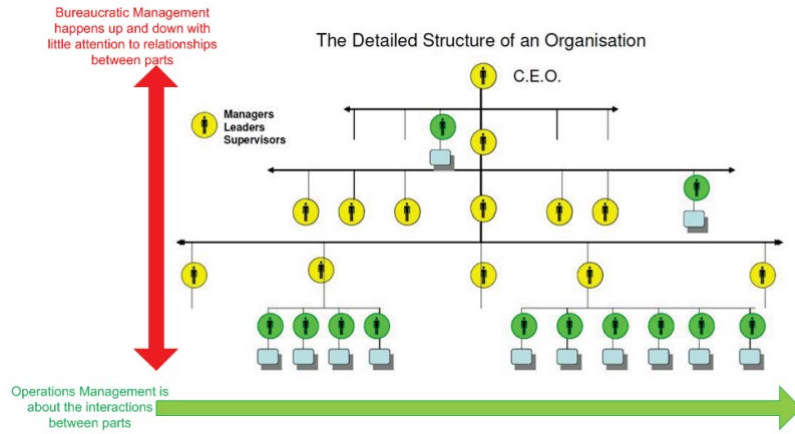 Bureaucratic Management
happens up and down with
little attention to relationships
between parts
The Detailed Structure of an Organisation
C.E.O.
Managers
Leaders
Supervisors
Operations Management is
about the interactions
between parts